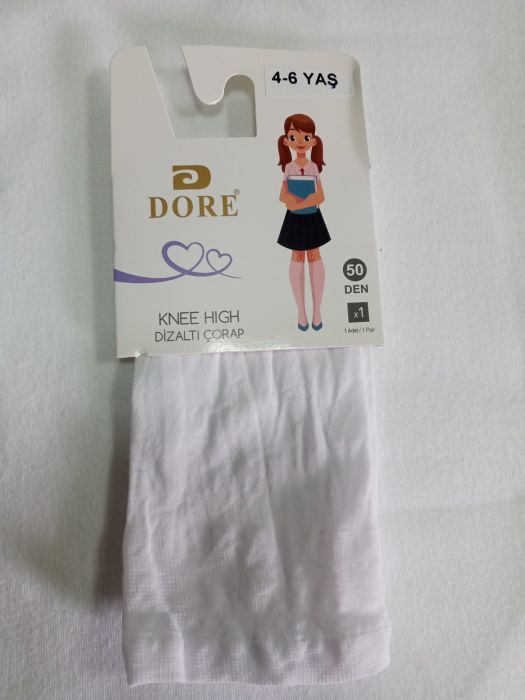 4-6 YAŞ
DORE®
KNEE HIGH
DİZALTI ÇORAP
50
DEN
x1
1 Adet / 1 Pair